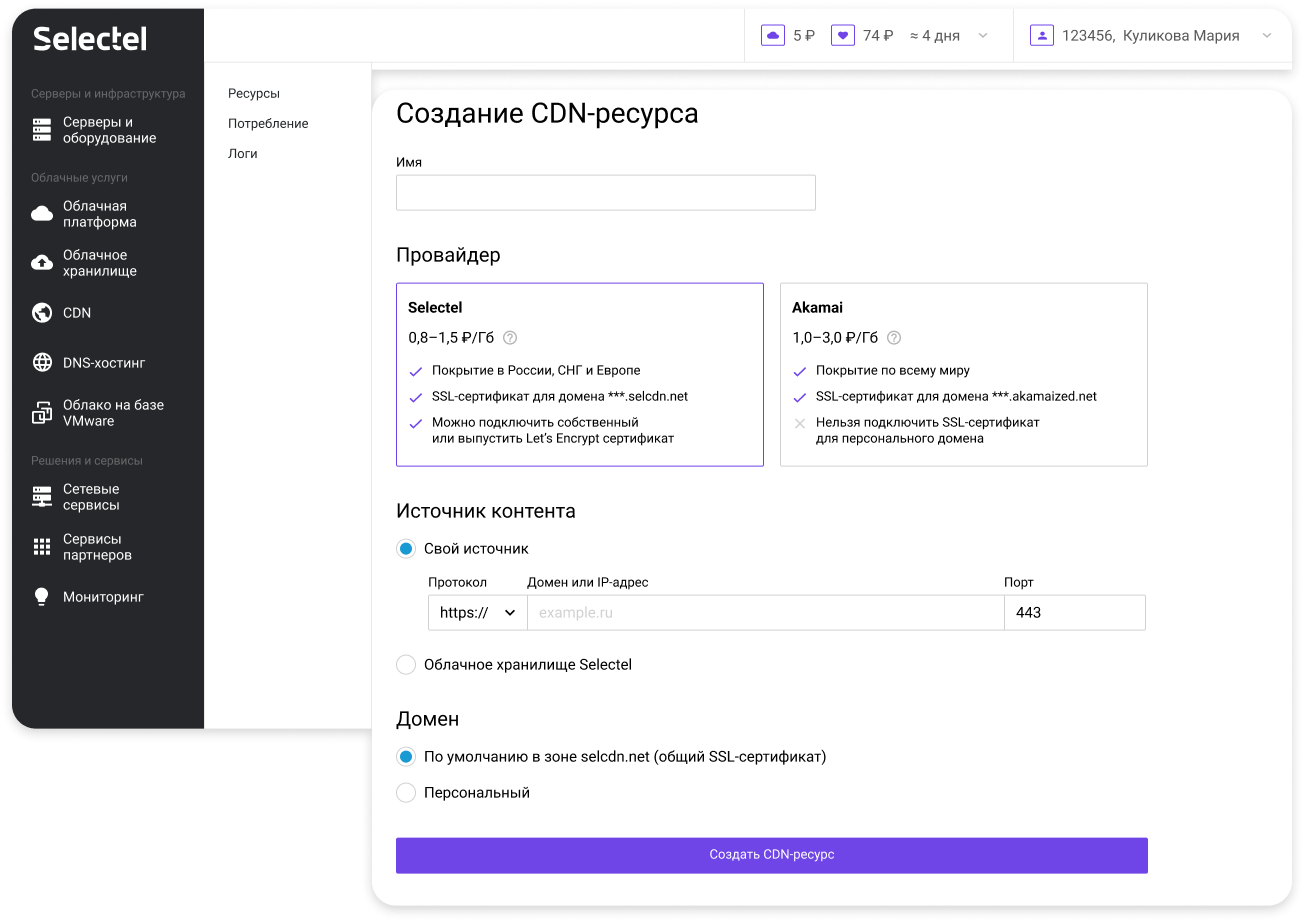 Selectel
5 ₽
74 ₽
≈ 4 дня
123456, Куликова Мария
Серверы и инфраструктура
Серверы и
оборудование
Облачные услуги
Облачная
платформа
Облачное
хранилище
CDN
DNS-хостинг
Облако на базе
VMware
Решения и сервисы
Сетевые
сервисы
Сервисы
партнеров
Мониторинг
Ресурсы
Потребление
Логи
Создание CDN-ресурса
Имя
Провайдер
Selectel
0,8–1,5 ₽/Гб ?
Покрытие в России, СНГ и Европе
SSL-сертификат для домена ***.selcdn.net
Можно подключить собственный
или выпустить Let’s Encrypt сертификат
Akamai
1,0–3,0 ₽/Гб ?
Покрытие по всему миру
SSL-сертификат для домена ***.akamaized.net
Нельзя подключить SSL-сертификат
для персонального домена
Источник контента
Свой источник
Протокол Домен или IP-адрес Порт
https:// example.ru 443
Облачное хранилище Selectel
Домен
По умолчанию в зоне selcdn.net (общий SSL-сертификат)
Персональный
Создать CDN-ресурс